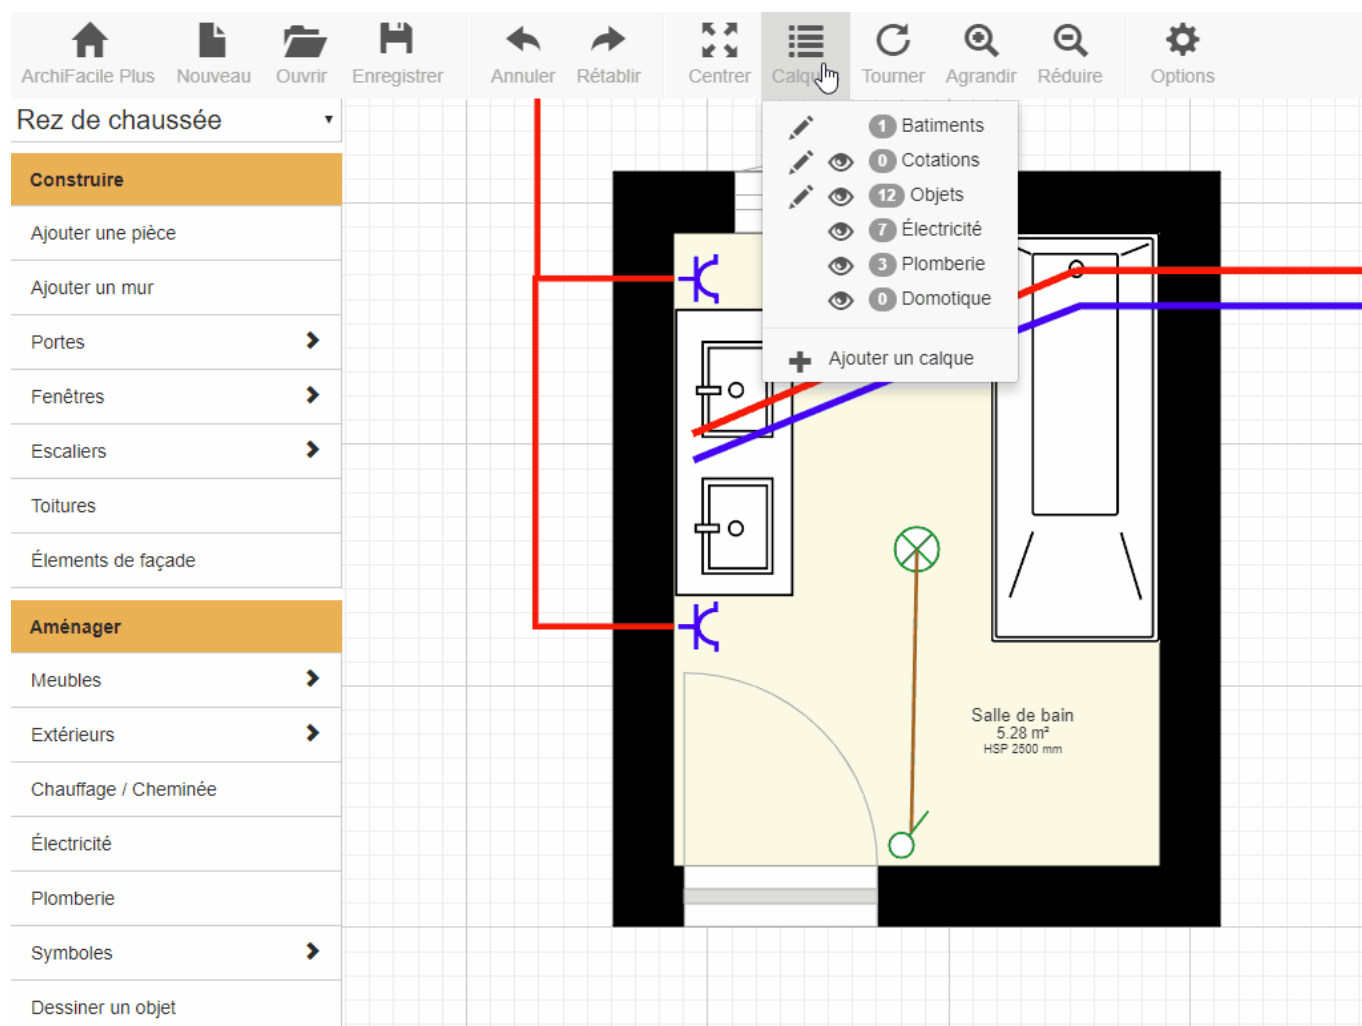 ArchiFacile Plus Nouveau Ouvrir Enregistrer Annuler Rétablir Centrer Tourner Agrandir Réduire Options
Rez de chaussée
Construire
Ajouter une pièce
Ajouter un mur
Portes
Fenêtres
Escaliers
Toitures
Élements de façade
Aménager
Meubles
Extérieurs
Chauffage / Cheminée
Électricité
Plomberie
Symboles
Dessiner un objet
1 Batiments
0 Cotations
12 Objets
7 Électricité
3 Plomberie
0 Domotique
Ajouter un calque
Salle de bain
5.28 m²
HSP 2500 mm